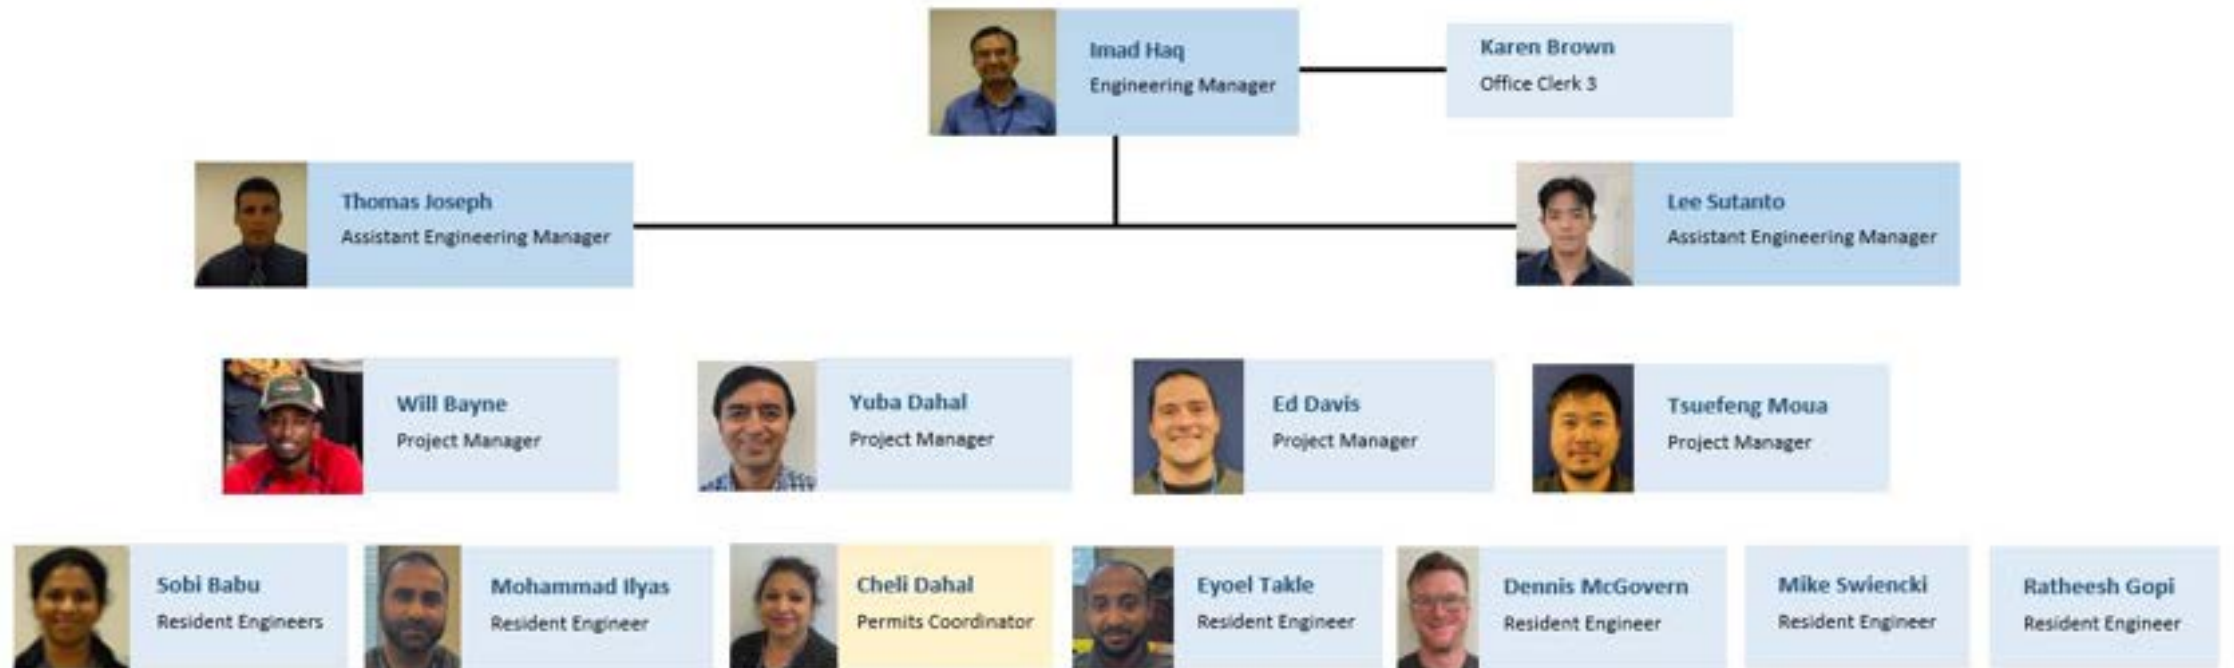 Imad Haq
Engineering Manager
Karen Brown
Office Clerk 3
Thomas Joseph
Assistant Engineering Manager
Lee Sutanto
Assistant Engineering Manager
Will Bayne
Project Manager
Yuba Dahal
Project Manager
Ed Davis
Project Manager
Tsuefeng Moua
Project Manager
Sobi Babu
Resident Engineers
Mohammad Ilyas
Resident Engineer
Cheli Dahal
Permits Coordinator
Eyoel Takle
Resident Engineer
Dennis McGovern
Resident Engineer
Mike Swiencki
Resident Engineer
Ratheesh Gopi
Resident Engineer